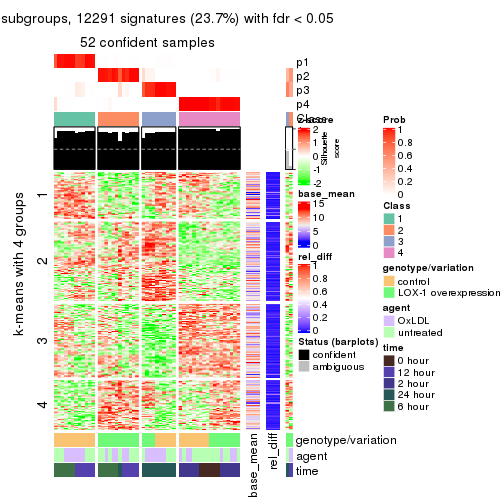 subgroups, 12291 signatures (23.7%) with fdr < 0.05
52 confident samples
p1
p2
p3
p4
Class
Silhouette
score
1
2
3
4
k-means with 4 groups
genotype/variation
agent
time
base_mean
rel_diff
z-score
2
1
0
-1
-2
base_mean
15
10
5
0
rel_diff
1
0.8
0.6
0.4
0.2
0
Status (barplots)
confident
ambiguous
Prob
1
0.8
0.6
0.4
0.2
0
Class
1
2
3
4
genotype/variation
control
LOX-1 overexpression
agent
OxLDL
untreated
time
0 hour
12 hour
2 hour
24 hour
6 hour